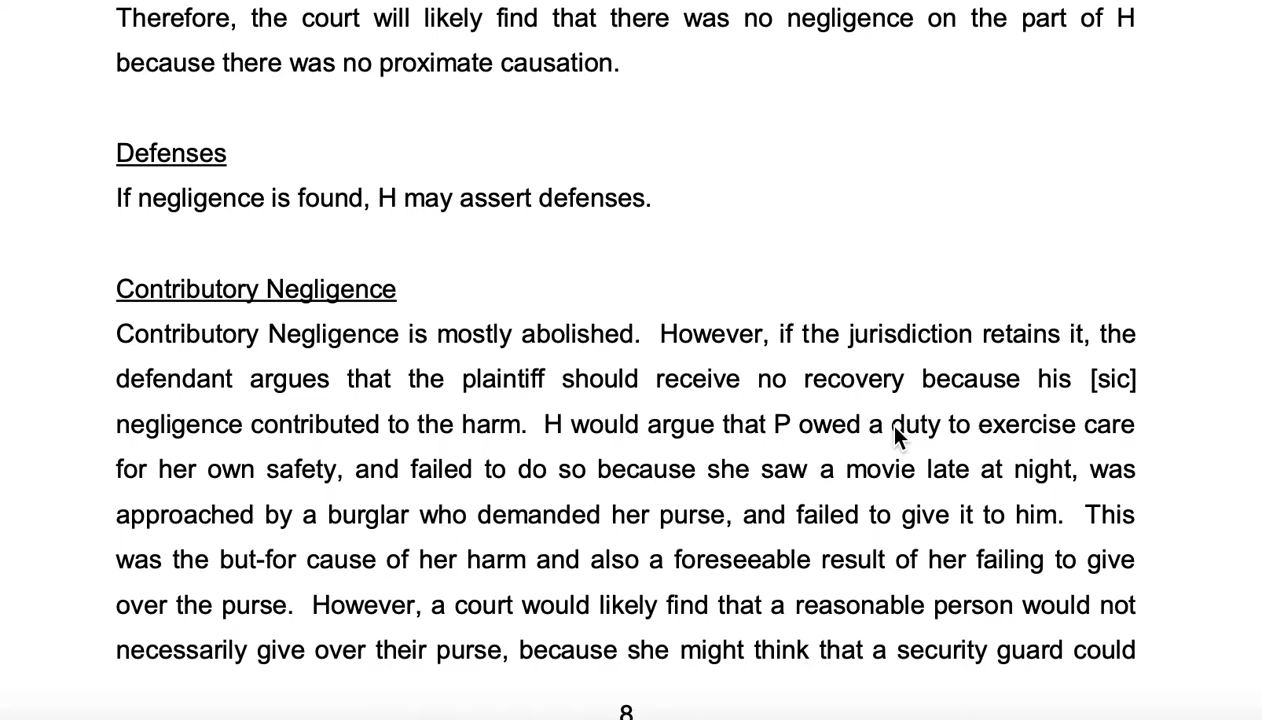 Therefore, the court will likely find that there was no negligence on the part of H
because there was no proximate causation.
Defenses
If negligence is found, H may assert defenses.
Contributory Negligence
Contributory Negligence is mostly abolished. However, if the jurisdiction retains it, the
defendant argues that the plaintiff should receive no recovery because his [sic]
negligence contributed to the harm. H would argue that P owed a duty to exercise care
for her own safety, and failed to do so because she saw a movie late at night, was
approached by a burglar who demanded her purse, and failed to give it to him. This
was the but-for cause of her harm and also a foreseeable result of her failing to give
over the purse. However, a court would likely find that a reasonable person would not
necessarily give over their purse, because she might think that a security guard could
8